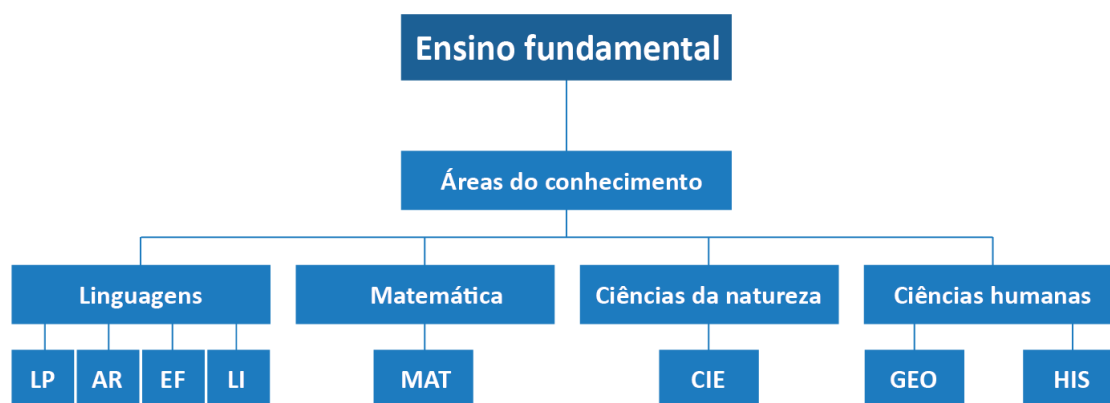 Ensino fundamental
Áreas do conhecimento
Linguagens
Matemática
Ciências da natureza
Ciências humanas
LP
AR
EF
LI
MAT
CIE
GEO
HIS